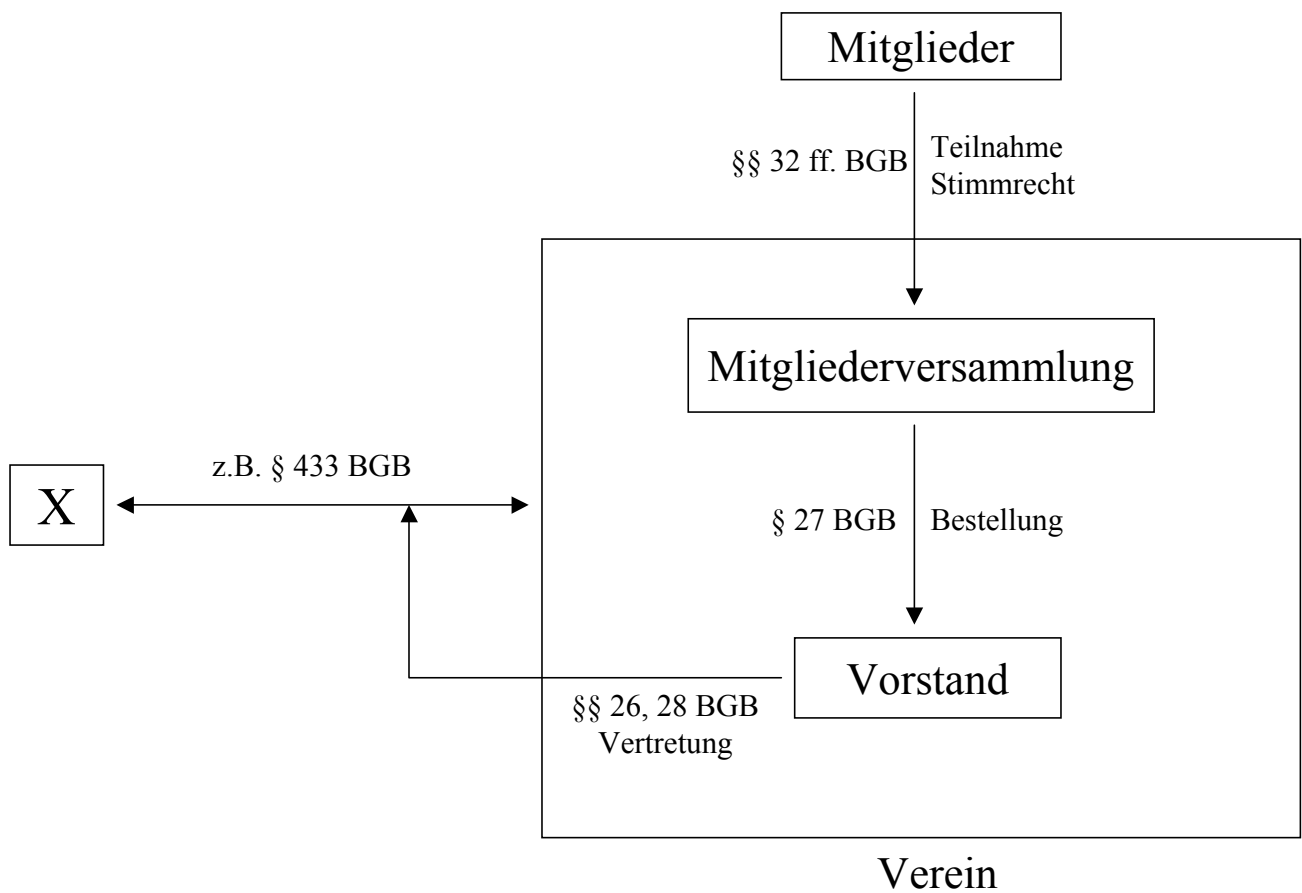 Mitglieder
§§ 32 ff. BGB
Teilnahme
Stimmrecht
Mitgliederversammlung
z.B. § 433 BGB
X
§ 27 BGB
Bestellung
Vorstand
§§ 26, 28 BGB
Vertretung
Verein